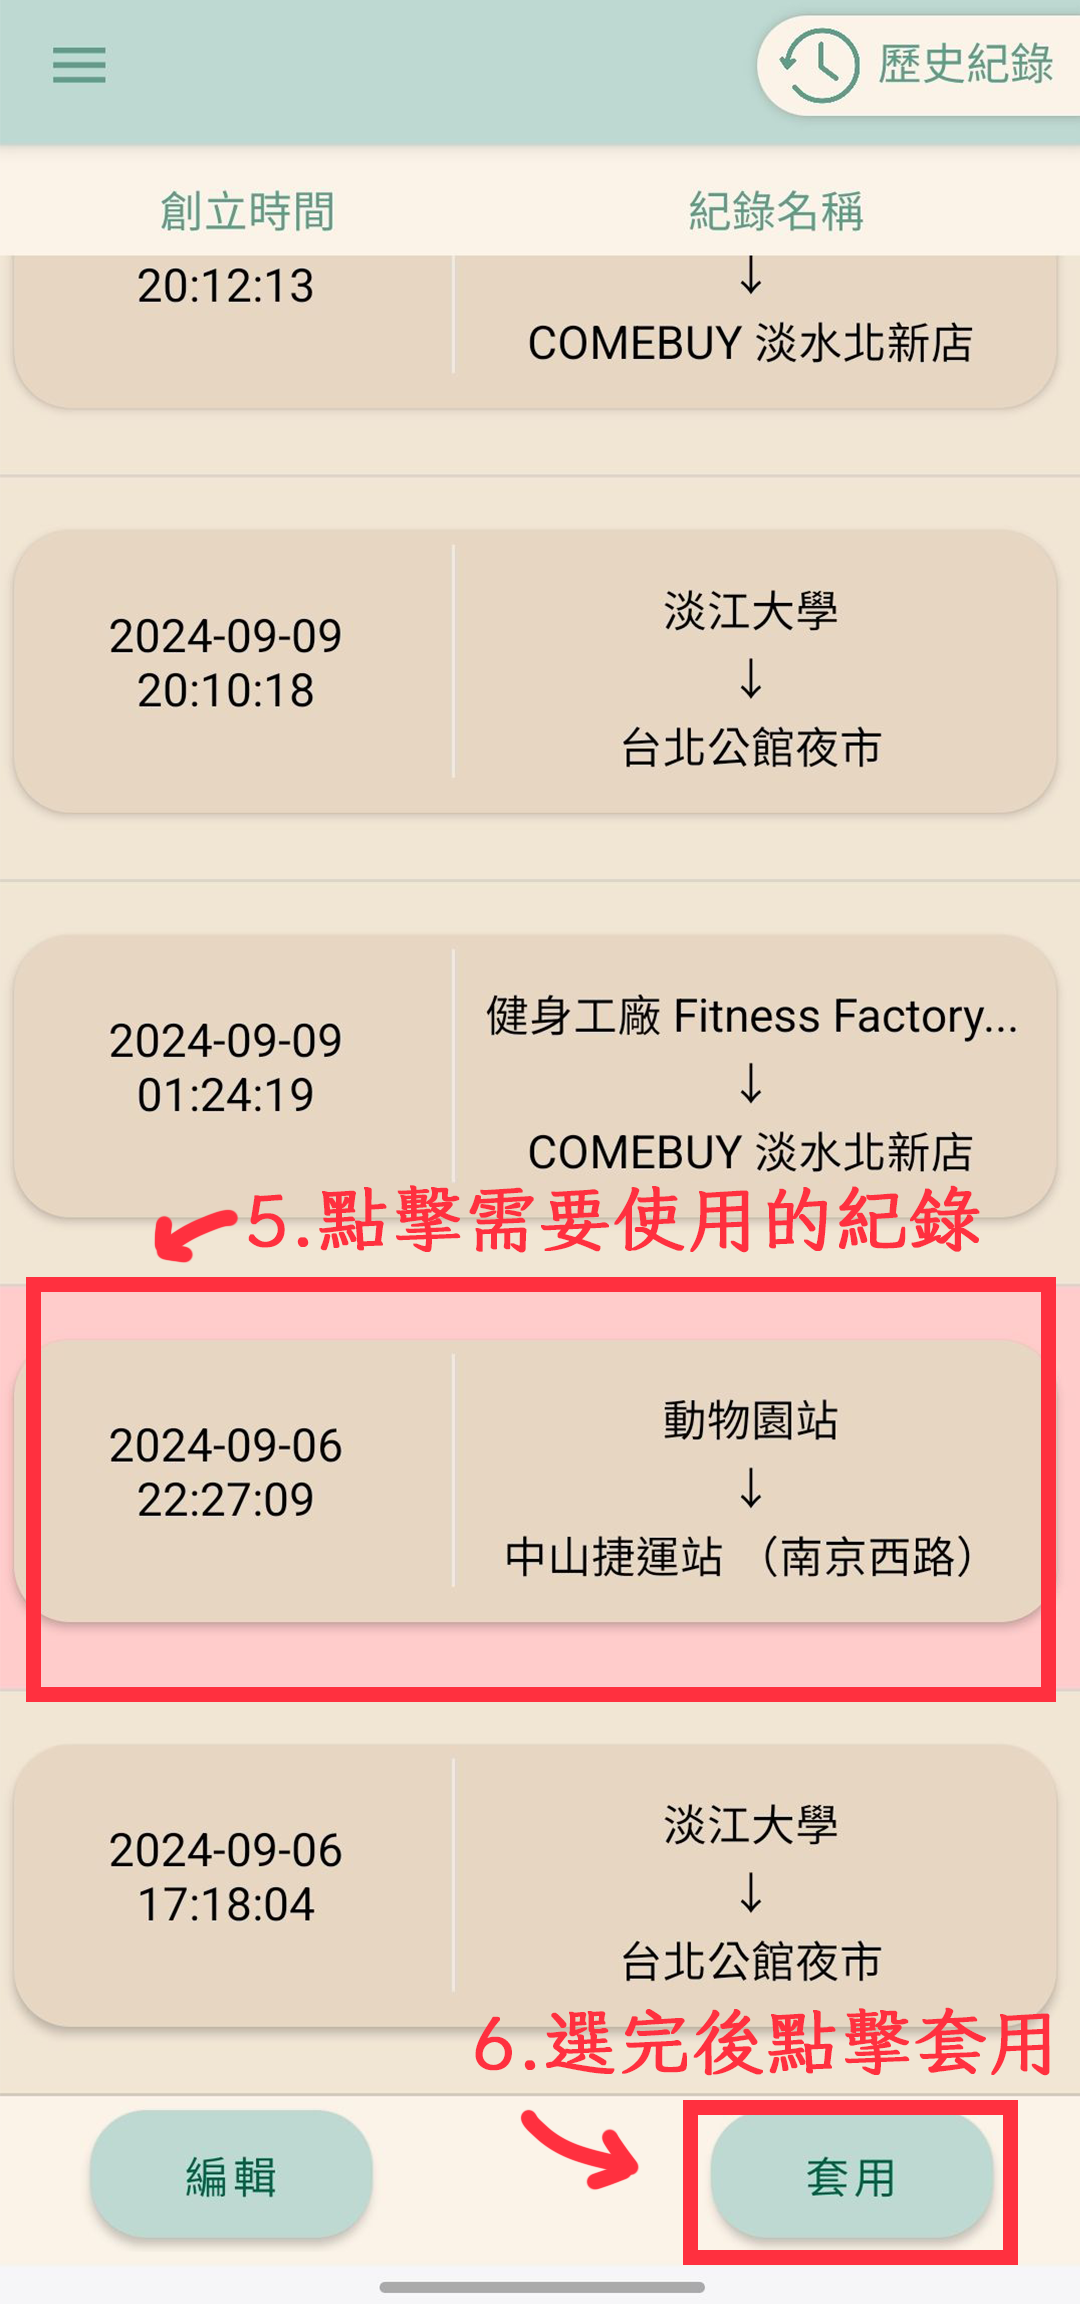 歷史紀錄
創立時間 紀錄名稱
20:12:13
↓
COMEBUY 淡水北新店
2024-09-09
20:10:18
淡江大學
↓
台北公館夜市
2024-09-09
01:24:19
健身工廠 Fitness Factory...
↓
COMEBUY 淡水北新店
5.點擊需要使用的紀錄
2024-09-06
22:27:09
動物園站
↓
中山捷運站 （南京西路）
2024-09-06
17:18:04
淡江大學
↓
台北公館夜市
6.選完後點擊套用
編輯 套用